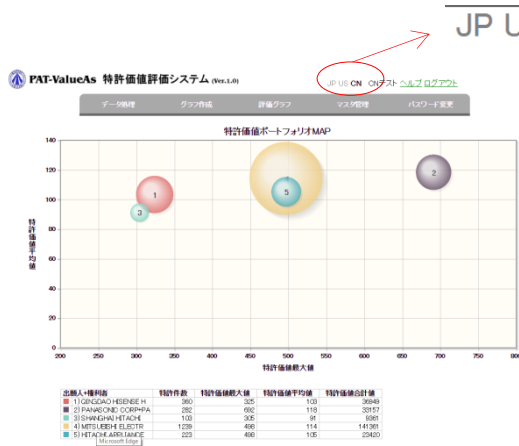 JP U
PAT-ValueAs 特許価値評価システム (Ver.1.0)
JP US CN CNテスト ヘルプ ログアウト
データ処理 グラフ作成 評価グラフ マスタ管理 パスワード変更
特許価値ポートフォリオMAP
140
120
100
80
60
40
20
0
特許価値平均値
1
2
3
4
5
200 250 300 350 400 450 500 550 600 650 700 750 800
特許価値最大値
出願人+権利者 特許件数 特許価値最大値 特許価値平均値 特許価値合計値
1) QINGDAO HISENSE H 360 325 103 36949
2) PANASONIC CORP+PA 282 692 118 33157
3) SHANGHAI HITACHI 103 305 91 9361
4) MITSUBISHI ELECTR 1239 498 114 141361
5) HITACHI APPLIANCE 223 498 105 23420
Microsoft Edge